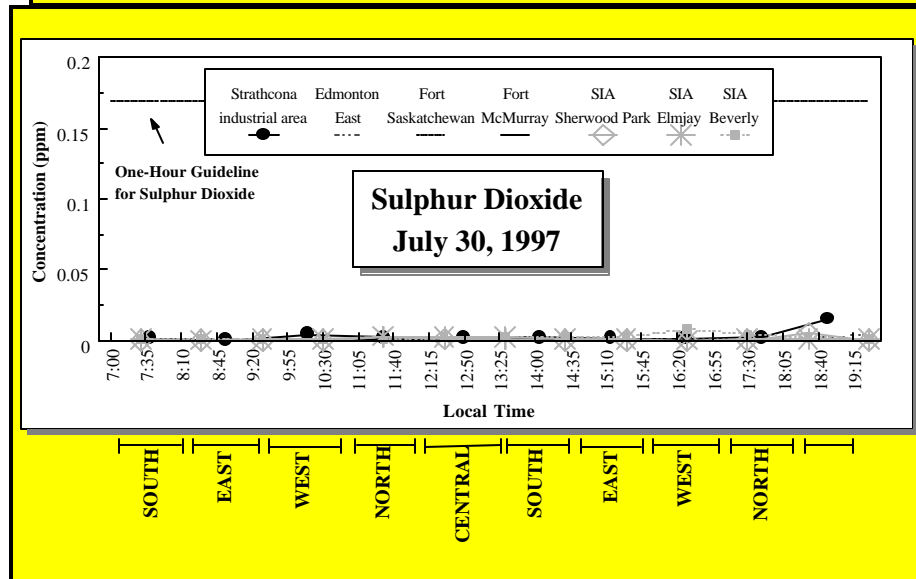 0.2
0.15
0.1
0.05
0
Concentration (ppm)
Strathcona Edmonton Fort Fort SIA SIA SIA
industrial area East Saskatchewan McMurray Sherwood Park Elmjay Beverly
One-Hour Guideline
for Sulphur Dioxide
Sulphur Dioxide
July 30, 1997
7:00 7:35 8:10 8:45 9:20 9:55 10:30 11:05 11:40 12:15 12:50 13:25 14:00 14:35 15:10 15:45 16:20 16:55 17:30 18:05 18:40 19:15
Local Time
SOUTH EAST WEST NORTH CENTRAL SOUTH EAST WEST NORTH